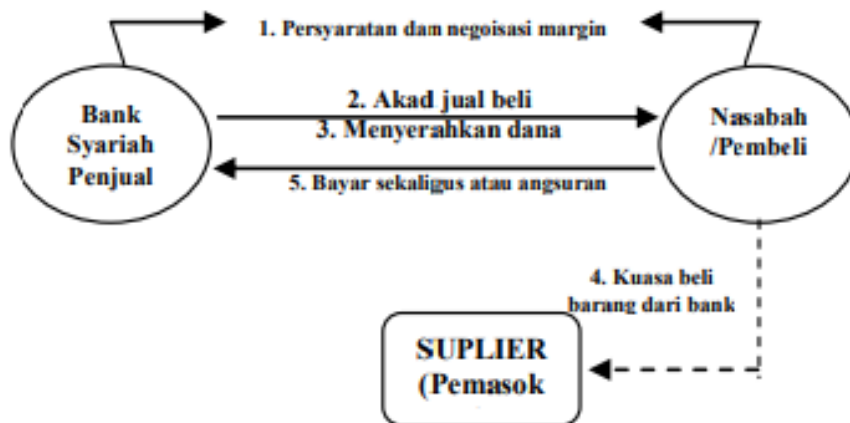 1. Persyaratan dam negoisasi margin
Bank
Syariah
Penjual
2. Akad jual beli
3. Menyerahkan dana
Nasabah
/Pembeli
5. Bayar sekaligus atau angsuran
4. Kuasa beli
barang dari bank
SUPLIER
(Pemasok